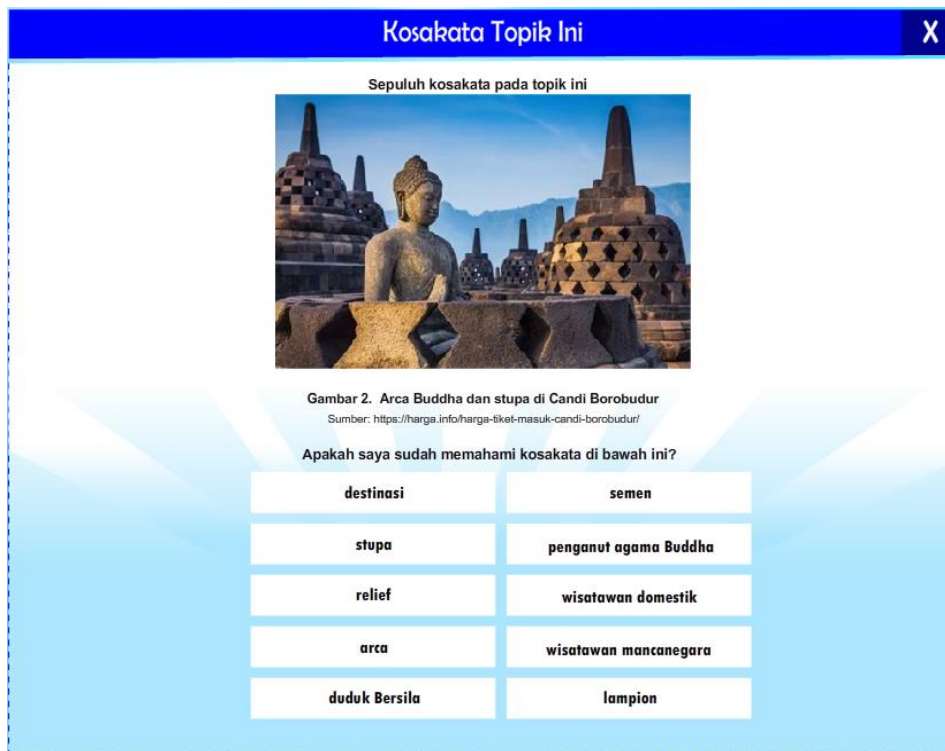 Kosakata Topik Ini
X
Sepuluh kosakata pada topik ini
Gambar 2. Arca Buddha dan stupa di Candi Borobudur
Sumber: https://harga.info/harga-tiket-masuk-candi-borobudur/
Apakah saya sudah memahami kosakata di bawah ini?
destinasi
semen
stupa
penganut agama Buddha
relief
wisatawan domestik
arca
wisatawan mancanegara
duduk Bersila
lampion